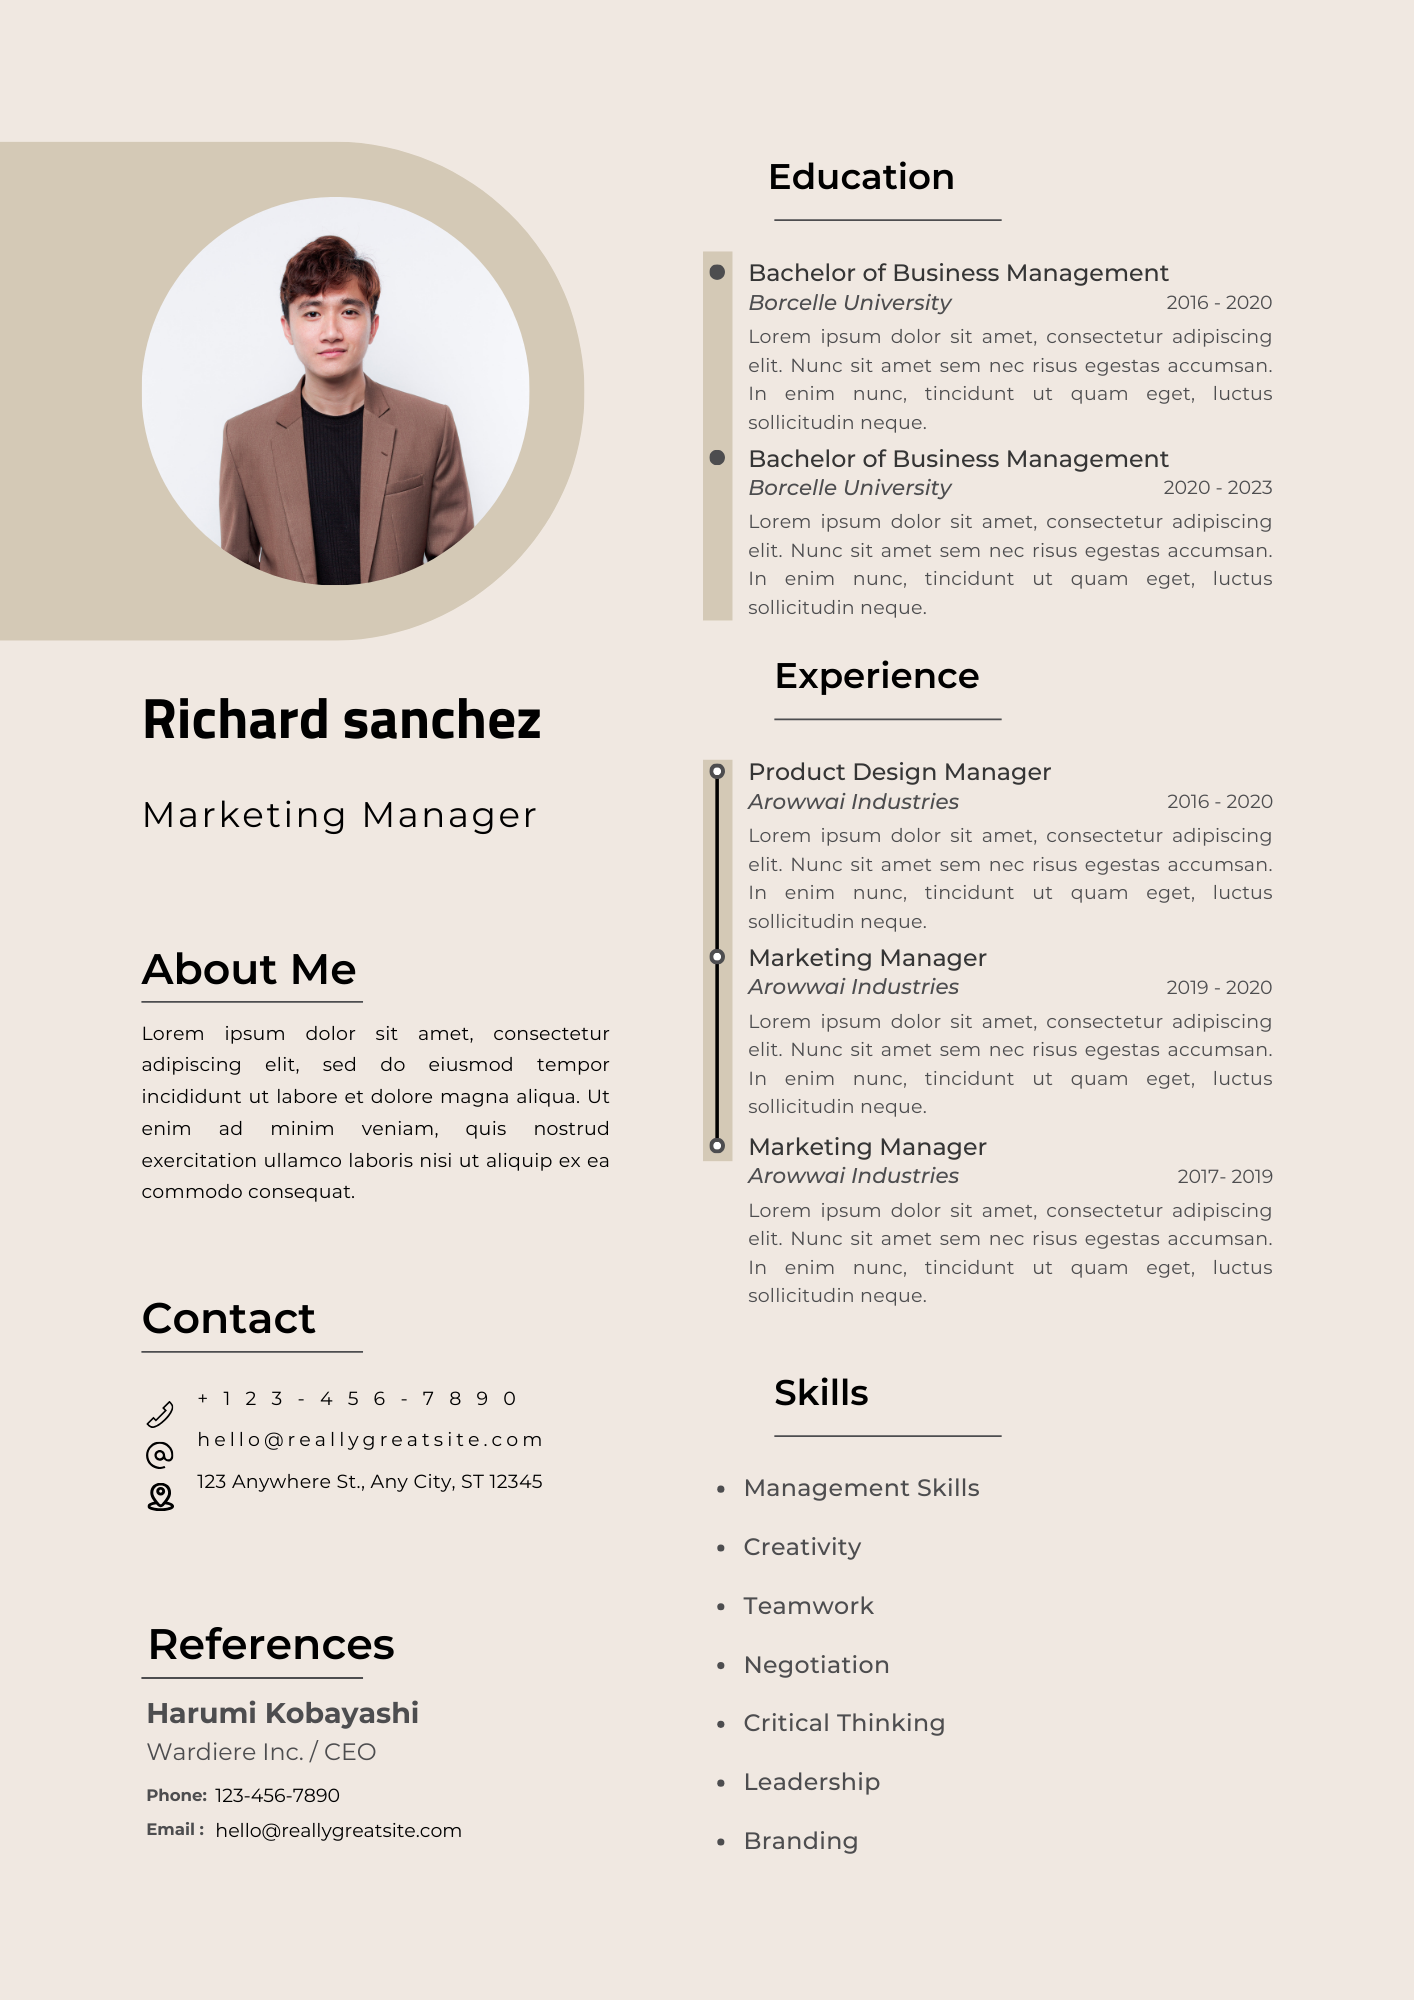 Richard sanchez
Marketing Manager
About Me
Lorem ipsum dolor sit amet, consectetur
adipiscing elit, sed do eiusmod tempor
incididunt ut labore et dolore magna aliqua. Ut
enim ad minim veniam, quis nostrud
exercitation ullamco laboris nisi ut aliquip ex ea
commodo consequat.
Contact
+123-456-7890
hello@reallygreatsite.com
123 Anywhere St., Any City, ST 12345
References
Harumi Kobayashi
Wardiere Inc. / CEO
Phone: 123-456-7890
Email : hello@reallygreatsite.com
Education
Bachelor of Business Management
Borcelle University 2016 - 2020
Lorem ipsum dolor sit amet, consectetur adipiscing
elit. Nunc sit amet sem nec risus egestas accumsan.
In enim nunc, tincidunt ut quam eget, luctus
sollicitudin neque.
Bachelor of Business Management
Borcelle University 2020 - 2023
Lorem ipsum dolor sit amet, consectetur adipiscing
elit. Nunc sit amet sem nec risus egestas accumsan.
In enim nunc, tincidunt ut quam eget, luctus
sollicitudin neque.
Experience
Product Design Manager
Arowwai Industries 2016 - 2020
Lorem ipsum dolor sit amet, consectetur adipiscing
elit. Nunc sit amet sem nec risus egestas accumsan.
In enim nunc, tincidunt ut quam eget, luctus
sollicitudin neque.
Marketing Manager
Arowwai Industries 2019 - 2020
Lorem ipsum dolor sit amet, consectetur adipiscing
elit. Nunc sit amet sem nec risus egestas accumsan.
In enim nunc, tincidunt ut quam eget, luctus
sollicitudin neque.
Marketing Manager
Arowwai Industries 2017- 2019
Lorem ipsum dolor sit amet, consectetur adipiscing
elit. Nunc sit amet sem nec risus egestas accumsan.
In enim nunc, tincidunt ut quam eget, luctus
sollicitudin neque.
Skills
• Management Skills
• Creativity
• Teamwork
• Negotiation
• Critical Thinking
• Leadership
• Branding